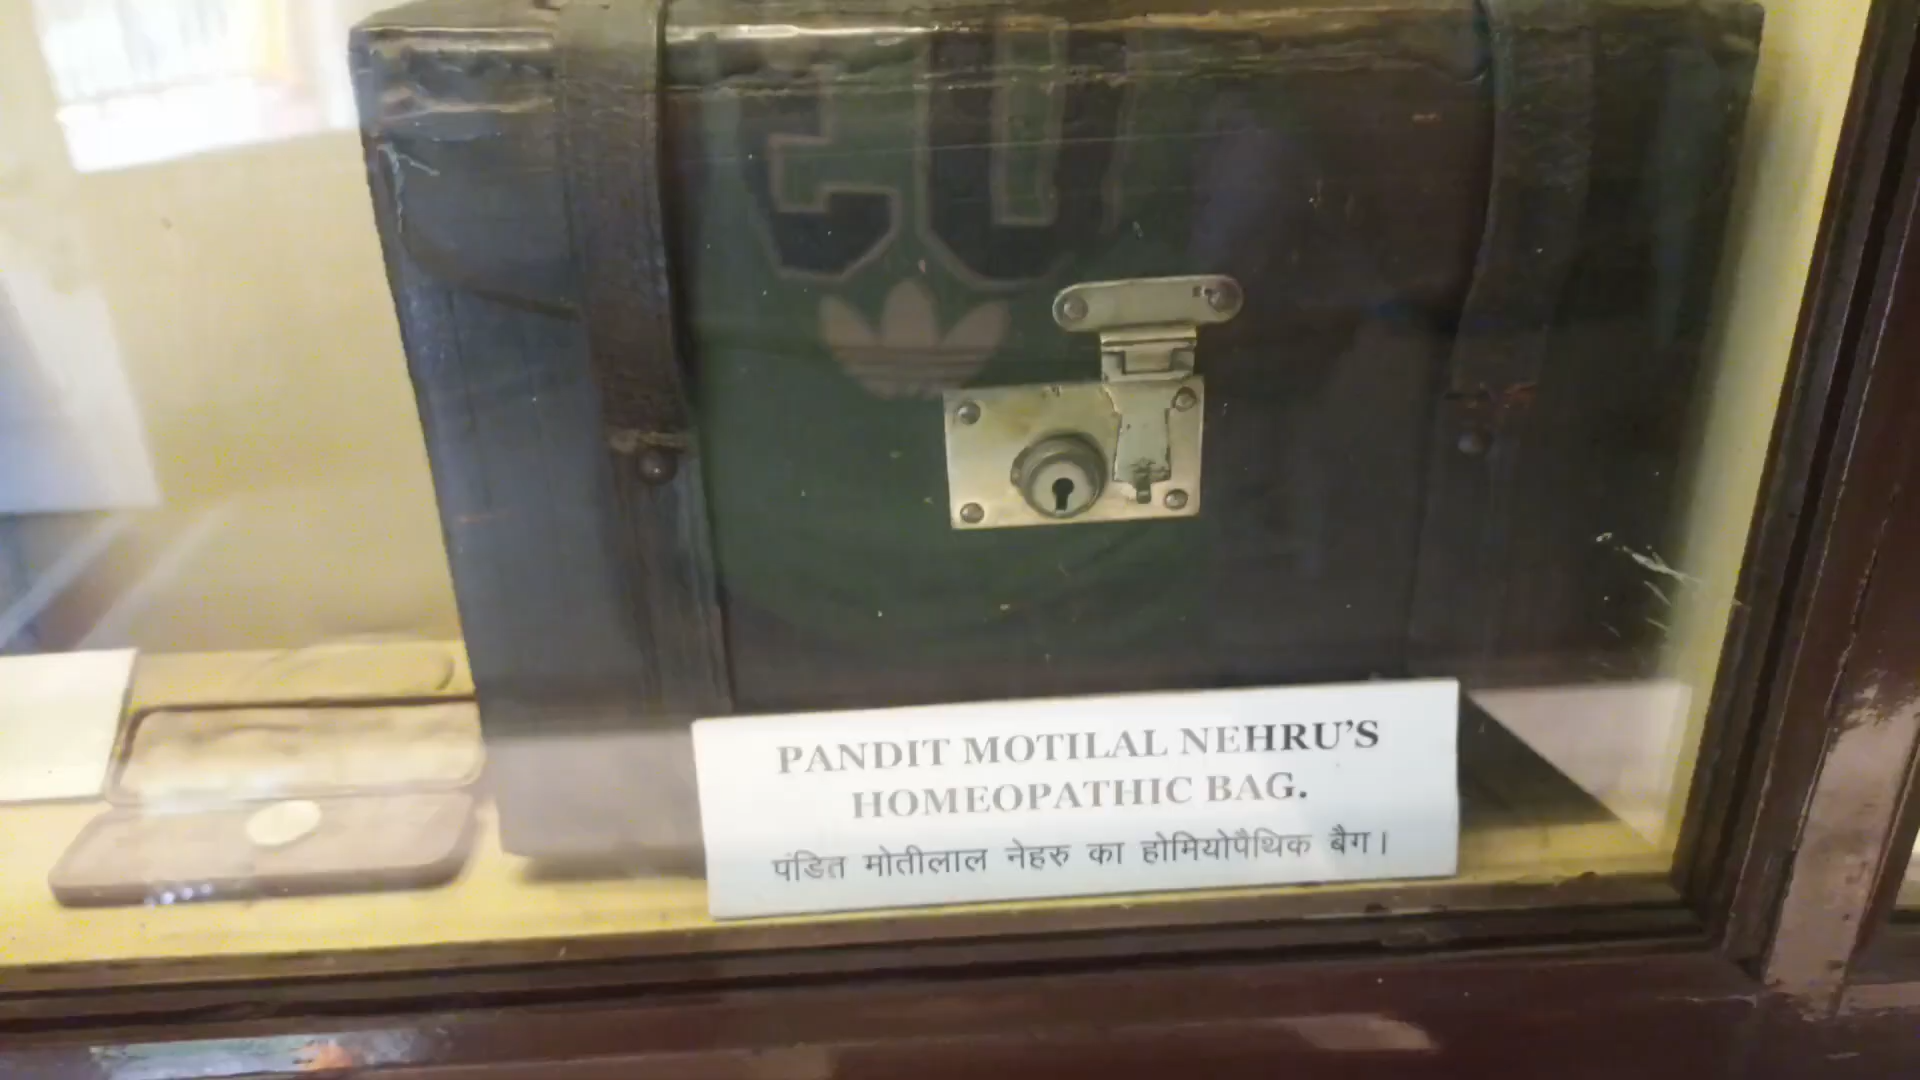 PANDIT MOTILAL NEHRU'S
HOMEOPATHIC BAG.
पंडित मोतीलाल नेहरु का होमियोपैथिक बैग।